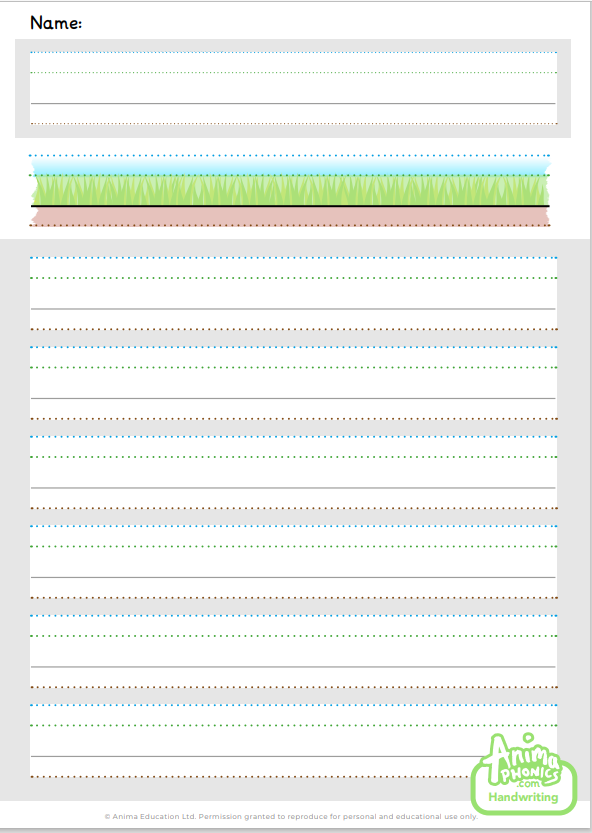 Name:
Anima
PHONICS
.com
Handwriting
© Anima Education Ltd. Permission granted to reproduce for personal and educational use only.